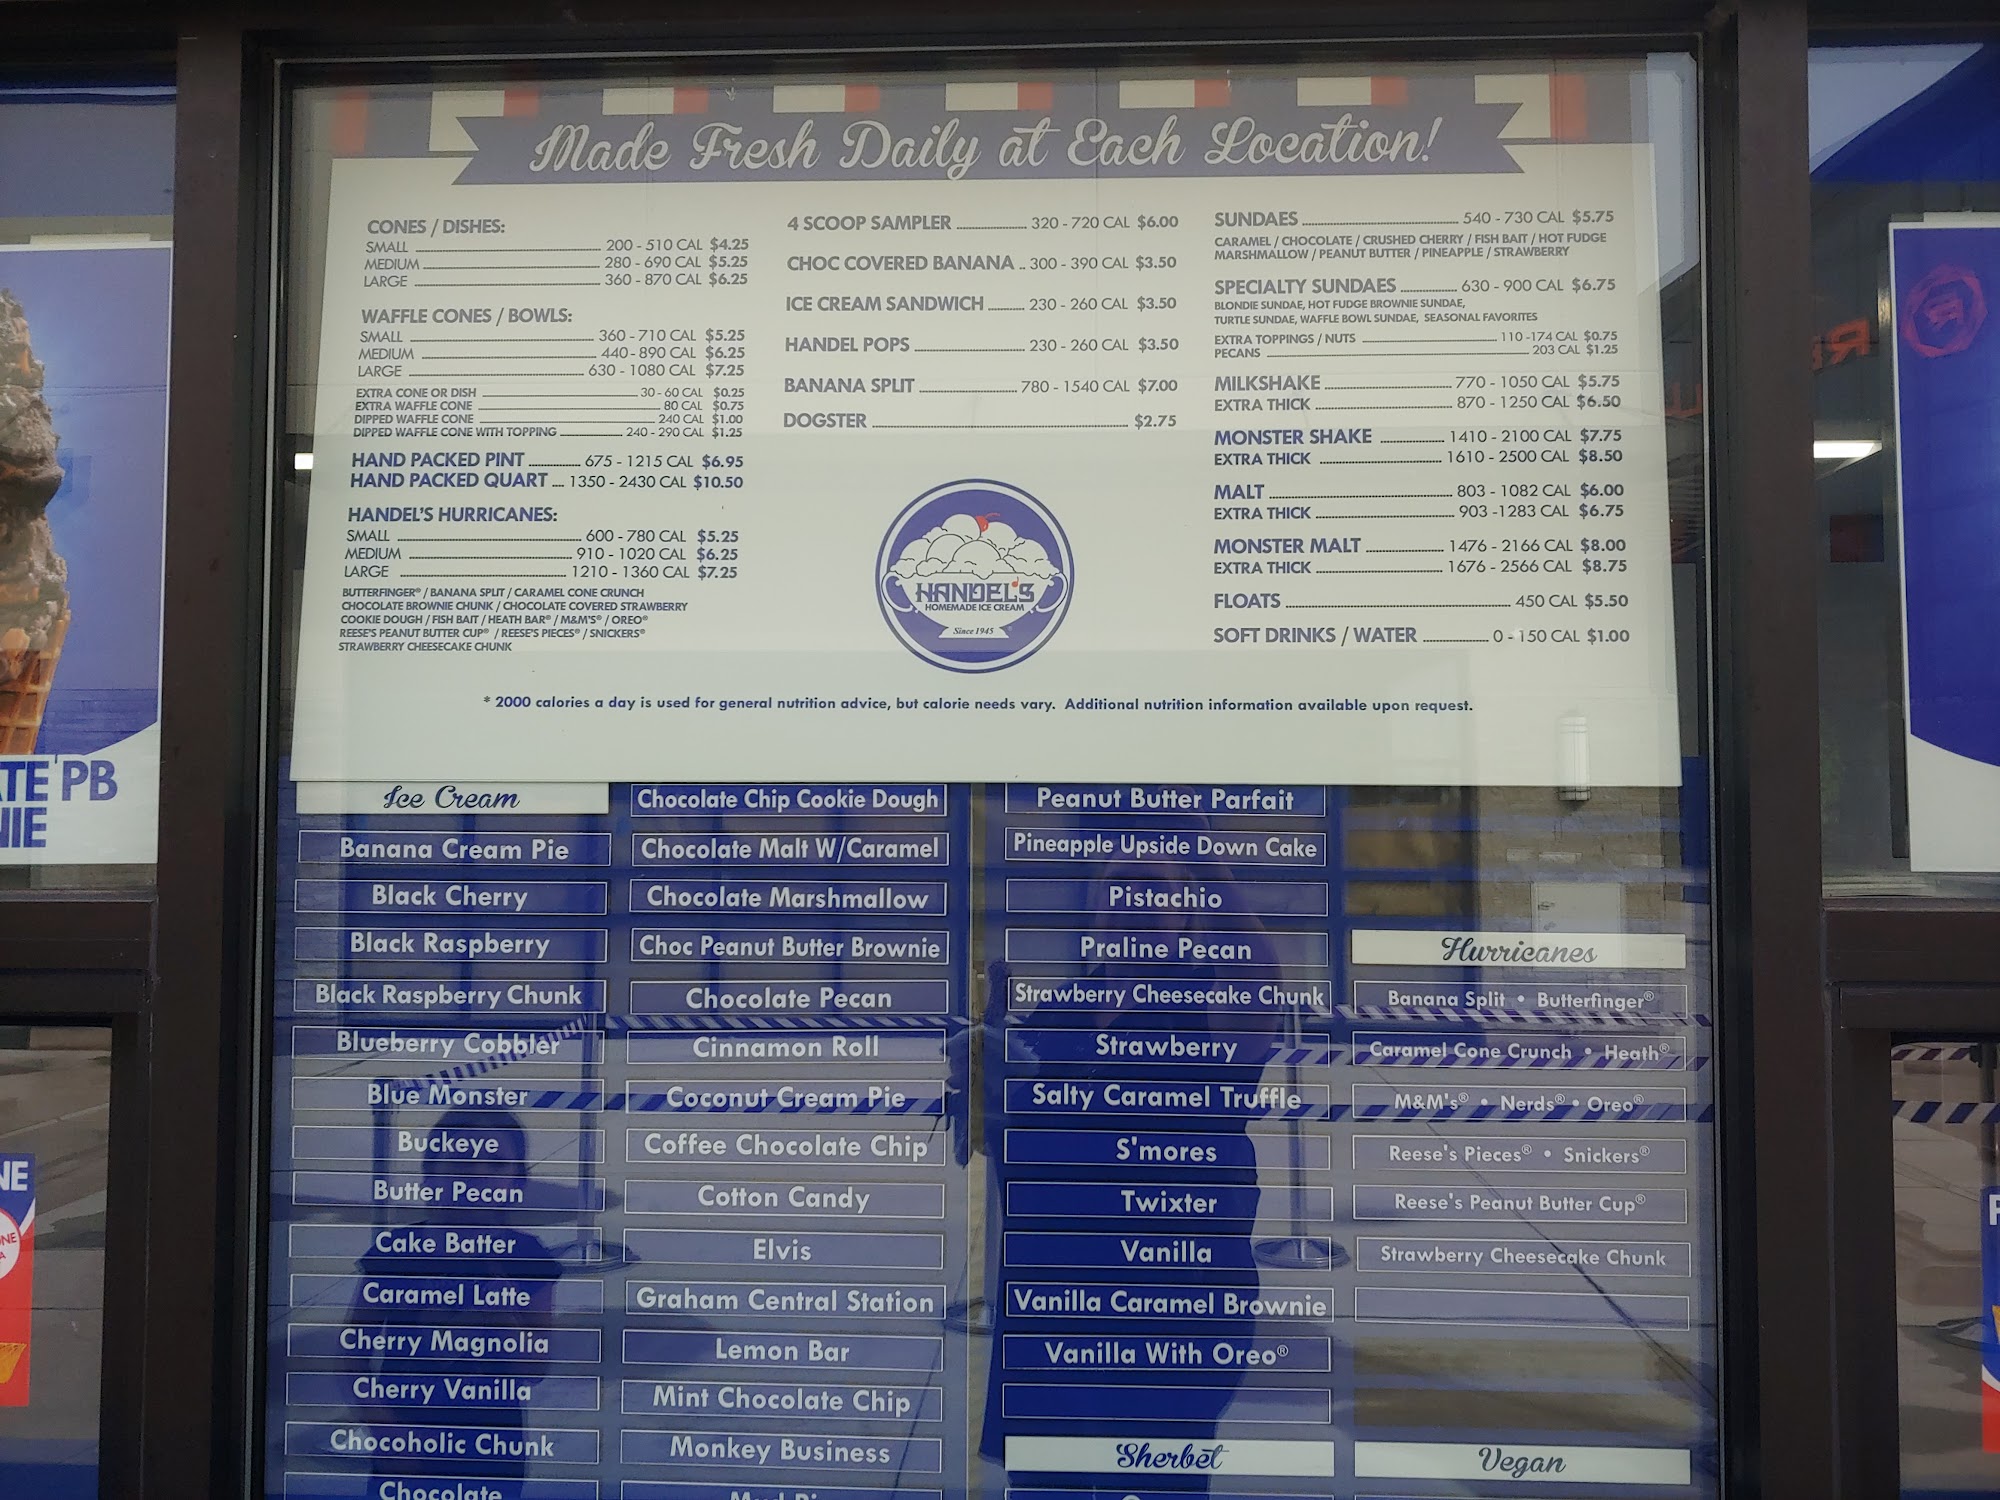 Made Fresh Daily at Each Location!
CONES / DISHES:
SMALL 200 - 510 CAL $4.25
MEDIUM 280 - 690 CAL $5.25
LARGE 360 - 870 CAL $6.25
WAFFLE CONES / BOWLS:
SMALL 360 - 710 CAL $5.25
MEDIUM 440 - 890 CAL $6.25
LARGE 630 - 1080 CAL $7.25
EXTRA CONE OR DISH 30 - 60 CAL $0.25
EXTRA WAFFLE CONE 80 CAL $0.75
DIPPED WAFFLE CONE 240 CAL $1.00
DIPPED WAFFLE CONE WITH TOPPING 240 - 290 CAL $1.25
HAND PACKED PINT 675 - 1215 CAL $6.95
HAND PACKED QUART 1350 - 2430 CAL $10.50
HANDEL'S HURRICANES:
SMALL 600 - 780 CAL $5.25
MEDIUM 910 - 1020 CAL $6.25
LARGE 1210 - 1360 CAL $7.25
BUTTERFINGER® / BANANA SPLIT / CARAMEL CONE CRUNCH
CHOCOLATE BROWNIE CHUNK / CHOCOLATE COVERED STRAWBERRY
COOKIE DOUGH / FISH BAIT / HEATH BAR® / M&M'S® / OREO®
REESE'S PEANUT BUTTER CUP® / REESE'S PIECES® / SNICKERS®
STRAWBERRY CHEESECAKE CHUNK
4 SCOOP SAMPLER 320 - 720 CAL $6.00
CHOC COVERED BANANA 300 - 390 CAL $3.50
ICE CREAM SANDWICH 230 - 260 CAL $3.50
HANDEL POPS 230 - 260 CAL $3.50
BANANA SPLIT 780 - 1540 CAL $7.00
DOGSTER $2.75
HANDEL'S
HOMEMADE ICE CREAM
Since 1945
SUNDAES 540 - 730 CAL $5.75
CARAMEL / CHOCOLATE / CRUSHED CHERRY / FISH BAIT / HOT FUDGE
MARSHMALLOW / PEANUT BUTTER / PINEAPPLE / STRAWBERRY
SPECIALTY SUNDAES 630 - 900 CAL $6.75
BLONDIE SUNDAE, HOT FUDGE BROWNIE SUNDAE,
TURTLE SUNDAE, WAFFLE BOWL SUNDAE, SEASONAL FAVORITES
EXTRA TOPPINGS / NUTS 110 -174 CAL $0.75
PECANS 203 CAL $1.25
MILKSHAKE 770 - 1050 CAL $5.75
EXTRA THICK 870 - 1250 CAL $6.50
MONSTER SHAKE 1410 - 2100 CAL $7.75
EXTRA THICK 1610 - 2500 CAL $8.50
MALT 803 - 1082 CAL $6.00
EXTRA THICK 903 -1283 CAL $6.75
MONSTER MALT 1476 - 2166 CAL $8.00
EXTRA THICK 1676 - 2566 CAL $8.75
FLOATS 450 CAL $5.50
SOFT DRINKS / WATER 0 - 150 CAL $1.00
* 2000 calories a day is used for general nutrition advice, but calorie needs vary. Additional nutrition information available upon request.
Ice Cream
Banana Cream Pie
Black Cherry
Black Raspberry
Black Raspberry Chunk
Blueberry Cobbler
Blue Monster
Buckeye
Butter Pecan
Cake Batter
Caramel Latte
Cherry Magnolia
Cherry Vanilla
Chocoholic Chunk
Chocolate
Chocolate Chip Cookie Dough
Chocolate Malt W/Caramel
Chocolate Marshmallow
Choc Peanut Butter Brownie
Chocolate Pecan
Cinnamon Roll
Coconut Cream Pie
Coffee Chocolate Chip
Cotton Candy
Elvis
Graham Central Station
Lemon Bar
Mint Chocolate Chip
Monkey Business
Peanut Butter Parfait
Pineapple Upside Down Cake
Pistachio
Praline Pecan
Strawberry Cheesecake Chunk
Strawberry
Salty Caramel Truffle
S'mores
Twixter
Vanilla
Vanilla Caramel Brownie
Vanilla With Oreo®
Sherbet
Hurricanes
Banana Split • Butterfinger®
Caramel Cone Crunch • Heath®
M&M's® • Nerds® • Oreo®
Reese's Pieces® • Snickers®
Reese's Peanut Butter Cup®
Strawberry Cheesecake Chunk
Vegan
PB